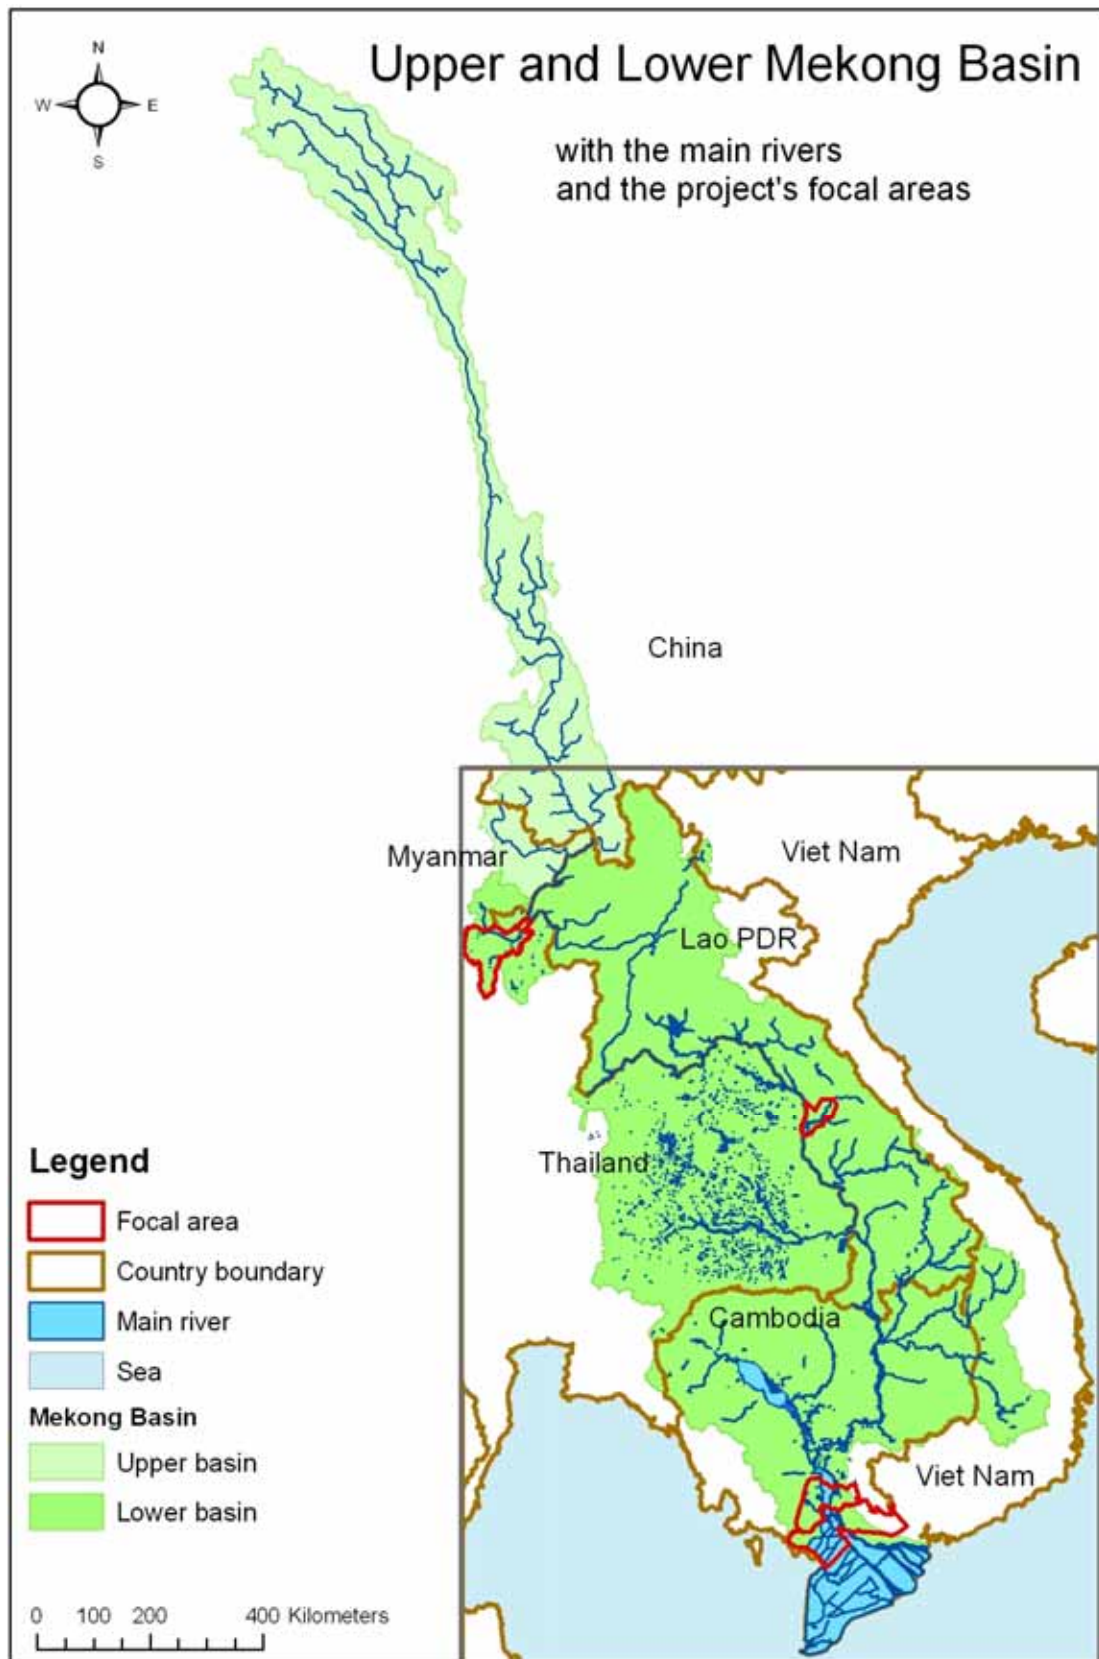 Upper and Lower Mekong Basin
with the main rivers
and the project's focal areas
N
W E
S
China
Myanmar
Viet Nam
Lao PDR
Thailand
Cambodia
Viet Nam
Legend
Focal area
Country boundary
Main river
Sea
Mekong Basin
Upper basin
Lower basin
0 100 200 400 Kilometers